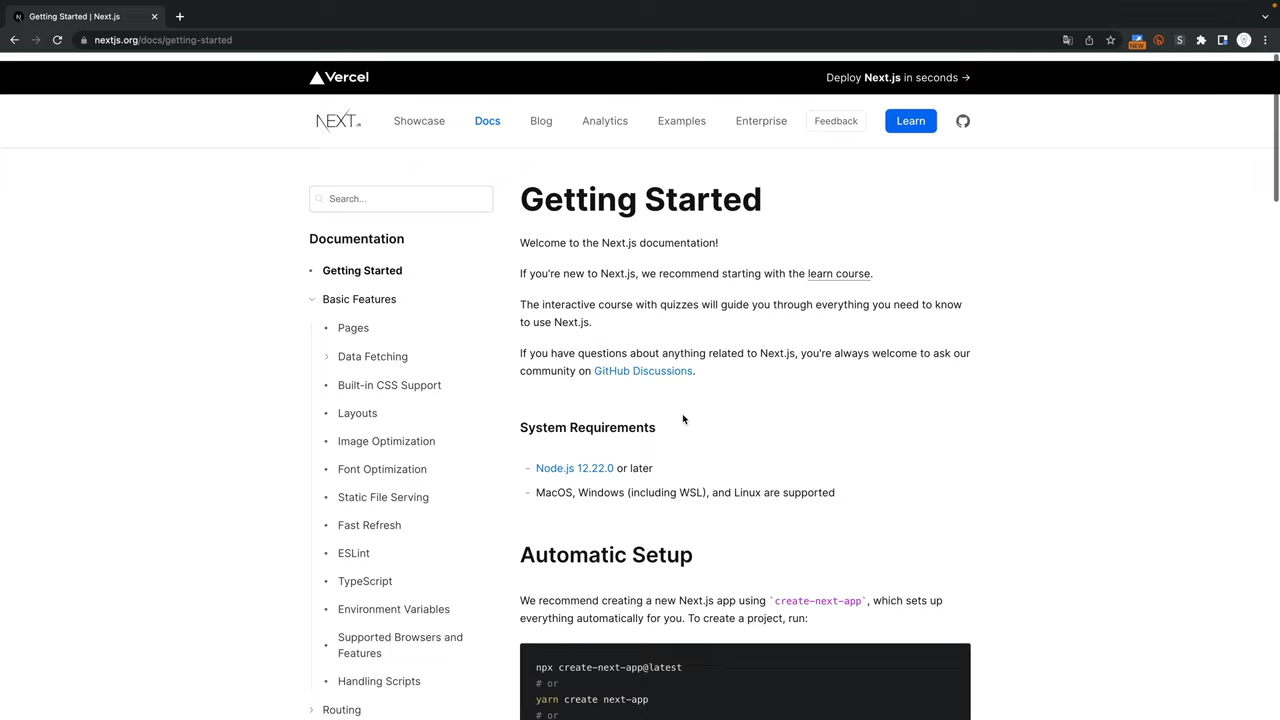 Getting Started | Next.js
nextjs.org/docs/getting-started
NEW
S
Vercel
Deploy Next.js in seconds →
NEXT.JS
Showcase
Docs
Blog
Analytics
Examples
Enterprise
Feedback
Learn
Search...
Documentation
Getting Started
Basic Features
Pages
Data Fetching
Built-in CSS Support
Layouts
Image Optimization
Font Optimization
Static File Serving
Fast Refresh
ESLint
TypeScript
Environment Variables
Supported Browsers and
Features
Handling Scripts
Routing
Getting Started
Welcome to the Next.js documentation!
If you're new to Next.js, we recommend starting with the learn course.
The interactive course with quizzes will guide you through everything you need to know
to use Next.js.
If you have questions about anything related to Next.js, you're always welcome to ask our
community on GitHub Discussions.
System Requirements
- Node.js 12.22.0 or later
- MacOS, Windows (including WSL), and Linux are supported
Automatic Setup
We recommend creating a new Next.js app using `create-next-app`, which sets up
everything automatically for you. To create a project, run:
npx create-next-app@latest
# or
yarn create next-app
# or